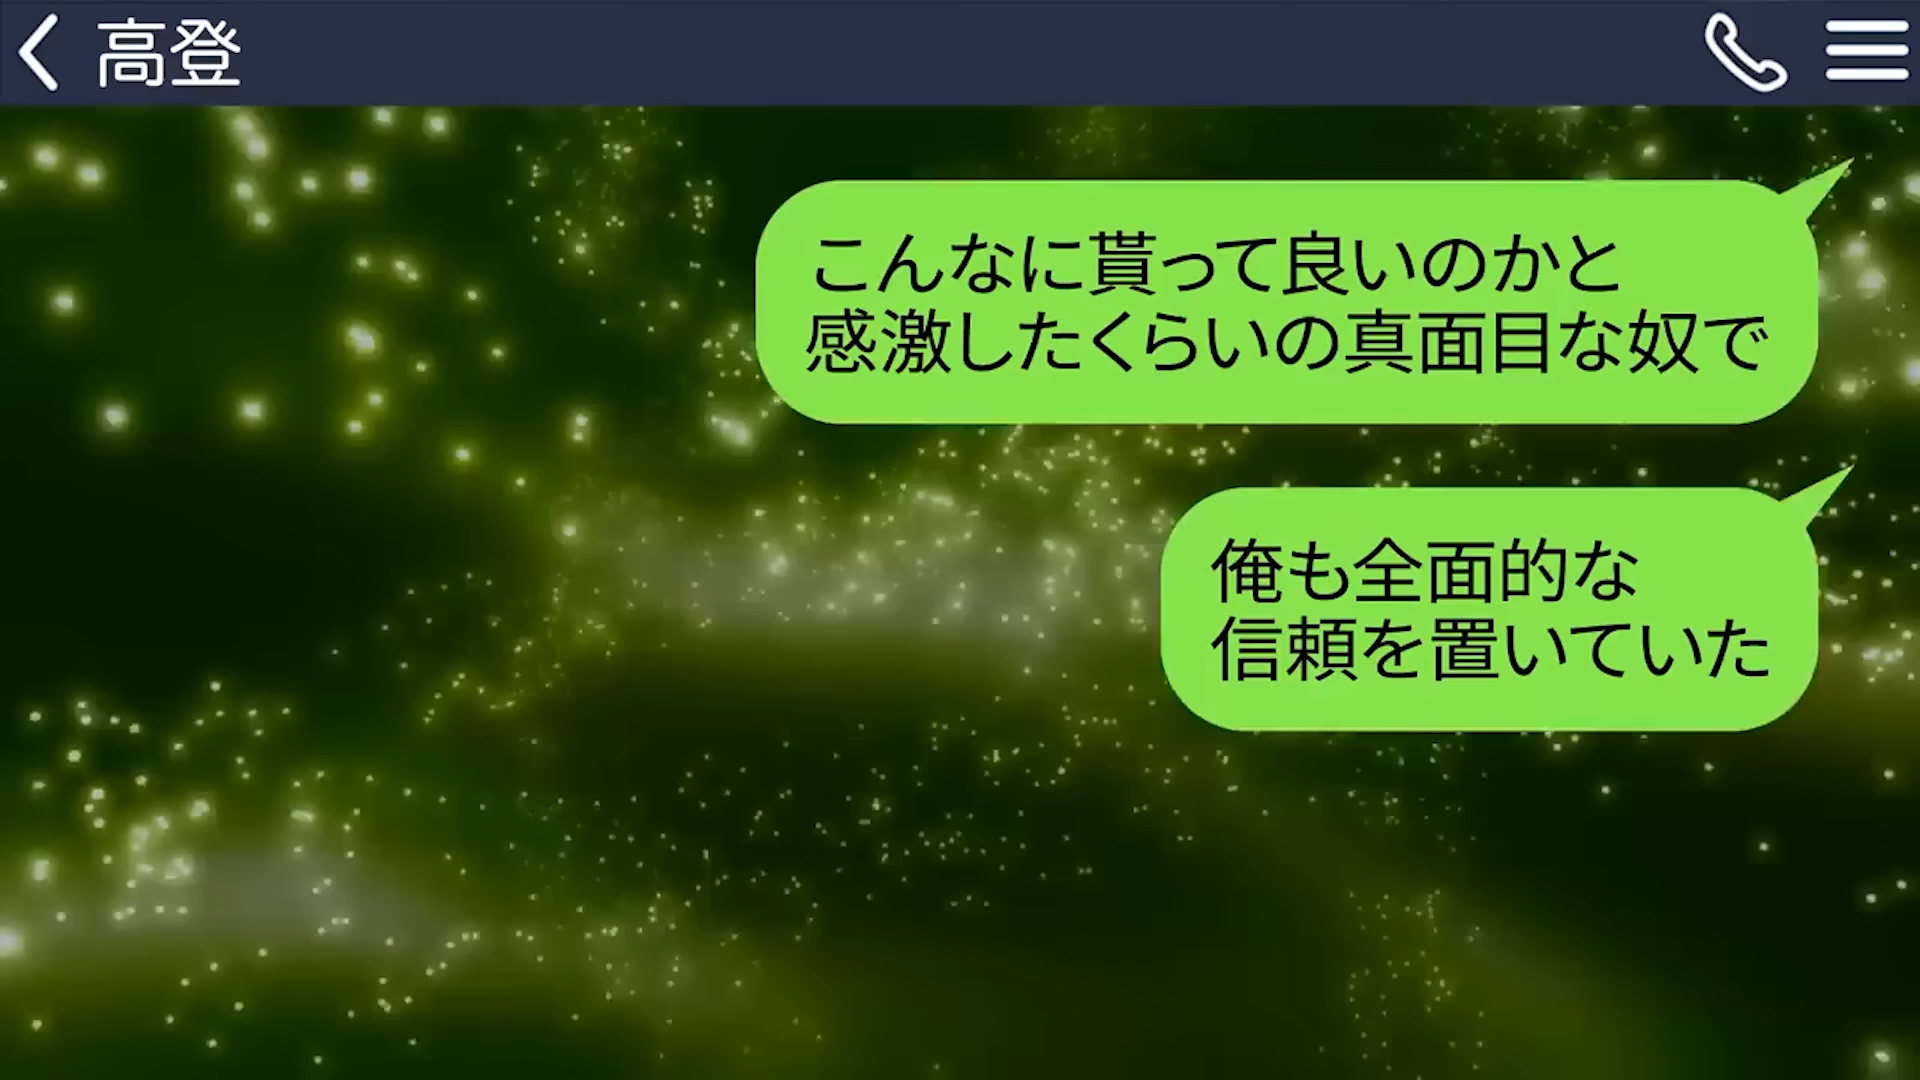 高登
こんなに貰って良いのかと
感激したくらいの真面目な奴で
俺も全面的な
信頼を置いていた